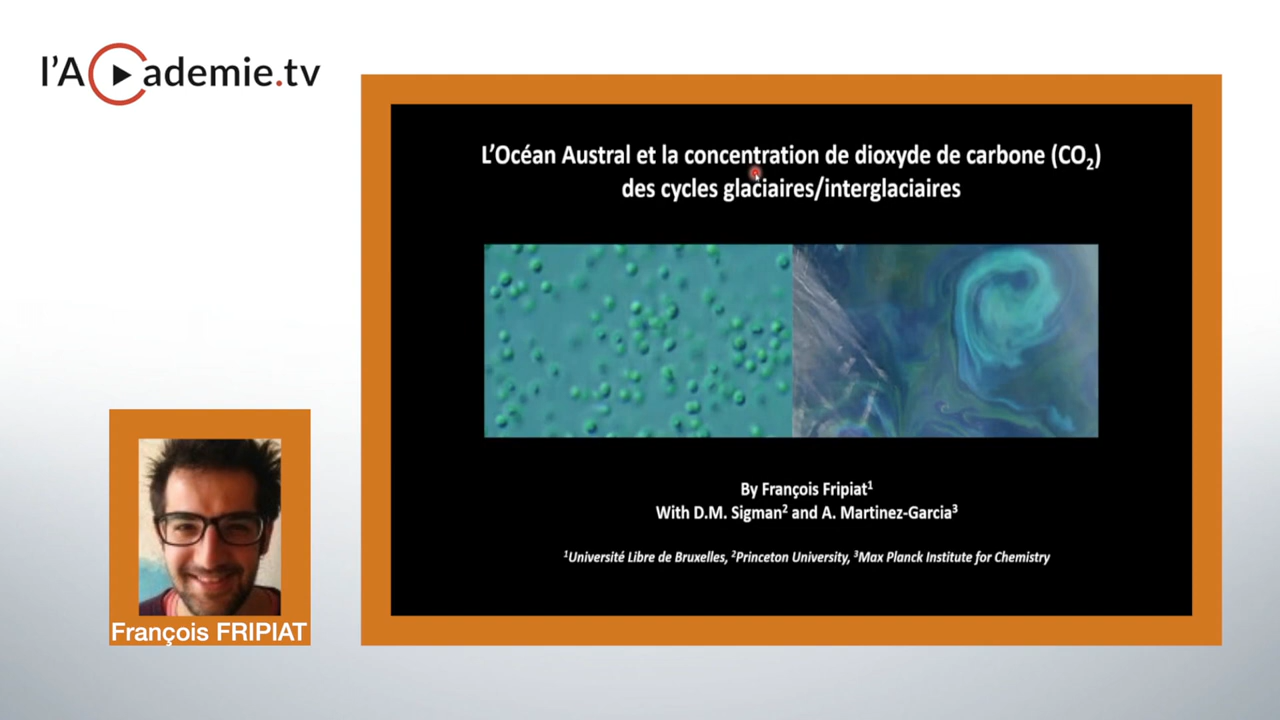 l'Academie.tv
L'Océan Austral et la concentration de dioxyde de carbone (CO₂)
des cycles glaciaires/interglaciaires
By François Fripiat¹
With D.M. Sigman² and A. Martinez-Garcia³
¹Université Libre de Bruxelles, ²Princeton University, ³Max Planck Institute for Chemistry
François FRIPIAT